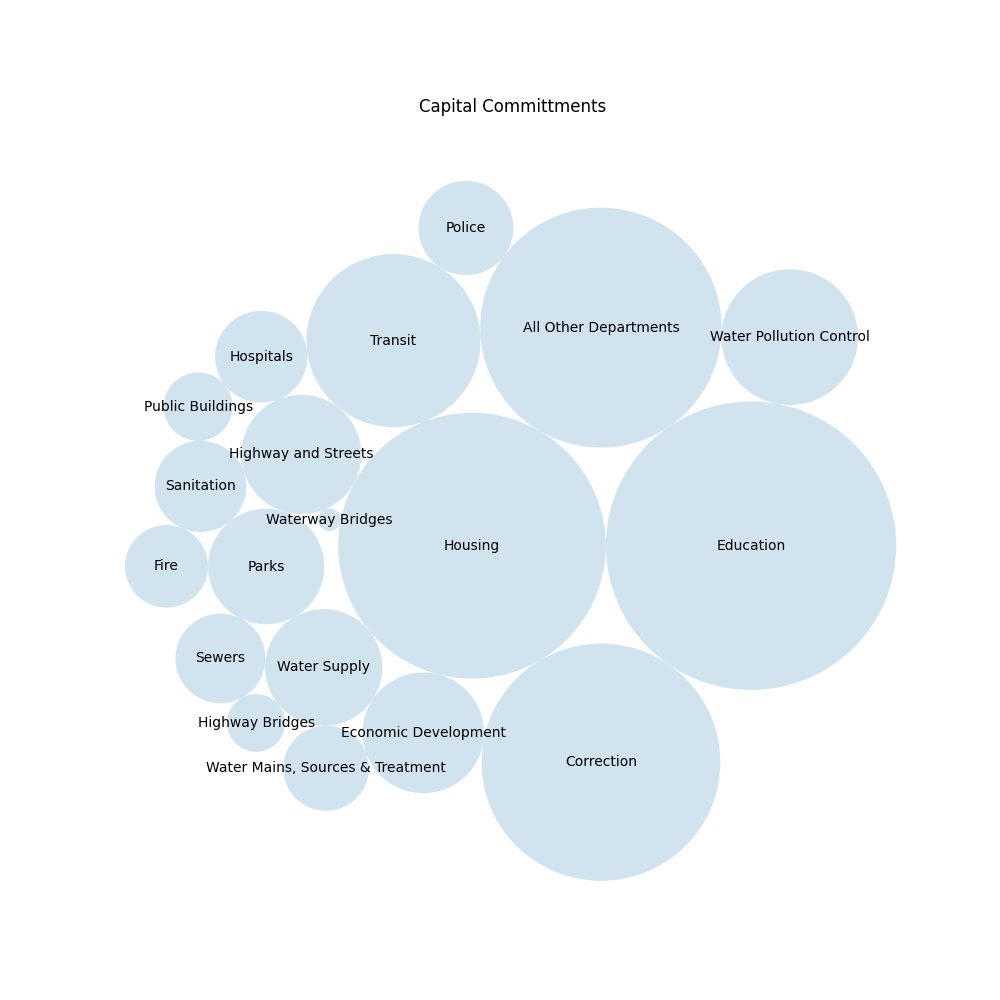 Capital Committments
Police
All Other Departments
Water Pollution Control
Transit
Hospitals
Public Buildings
Highway and Streets
Sanitation
Waterway Bridges
Housing
Education
Fire
Parks
Sewers
Water Supply
Highway Bridges
Economic Development
Water Mains, Sources & Treatment
Correction